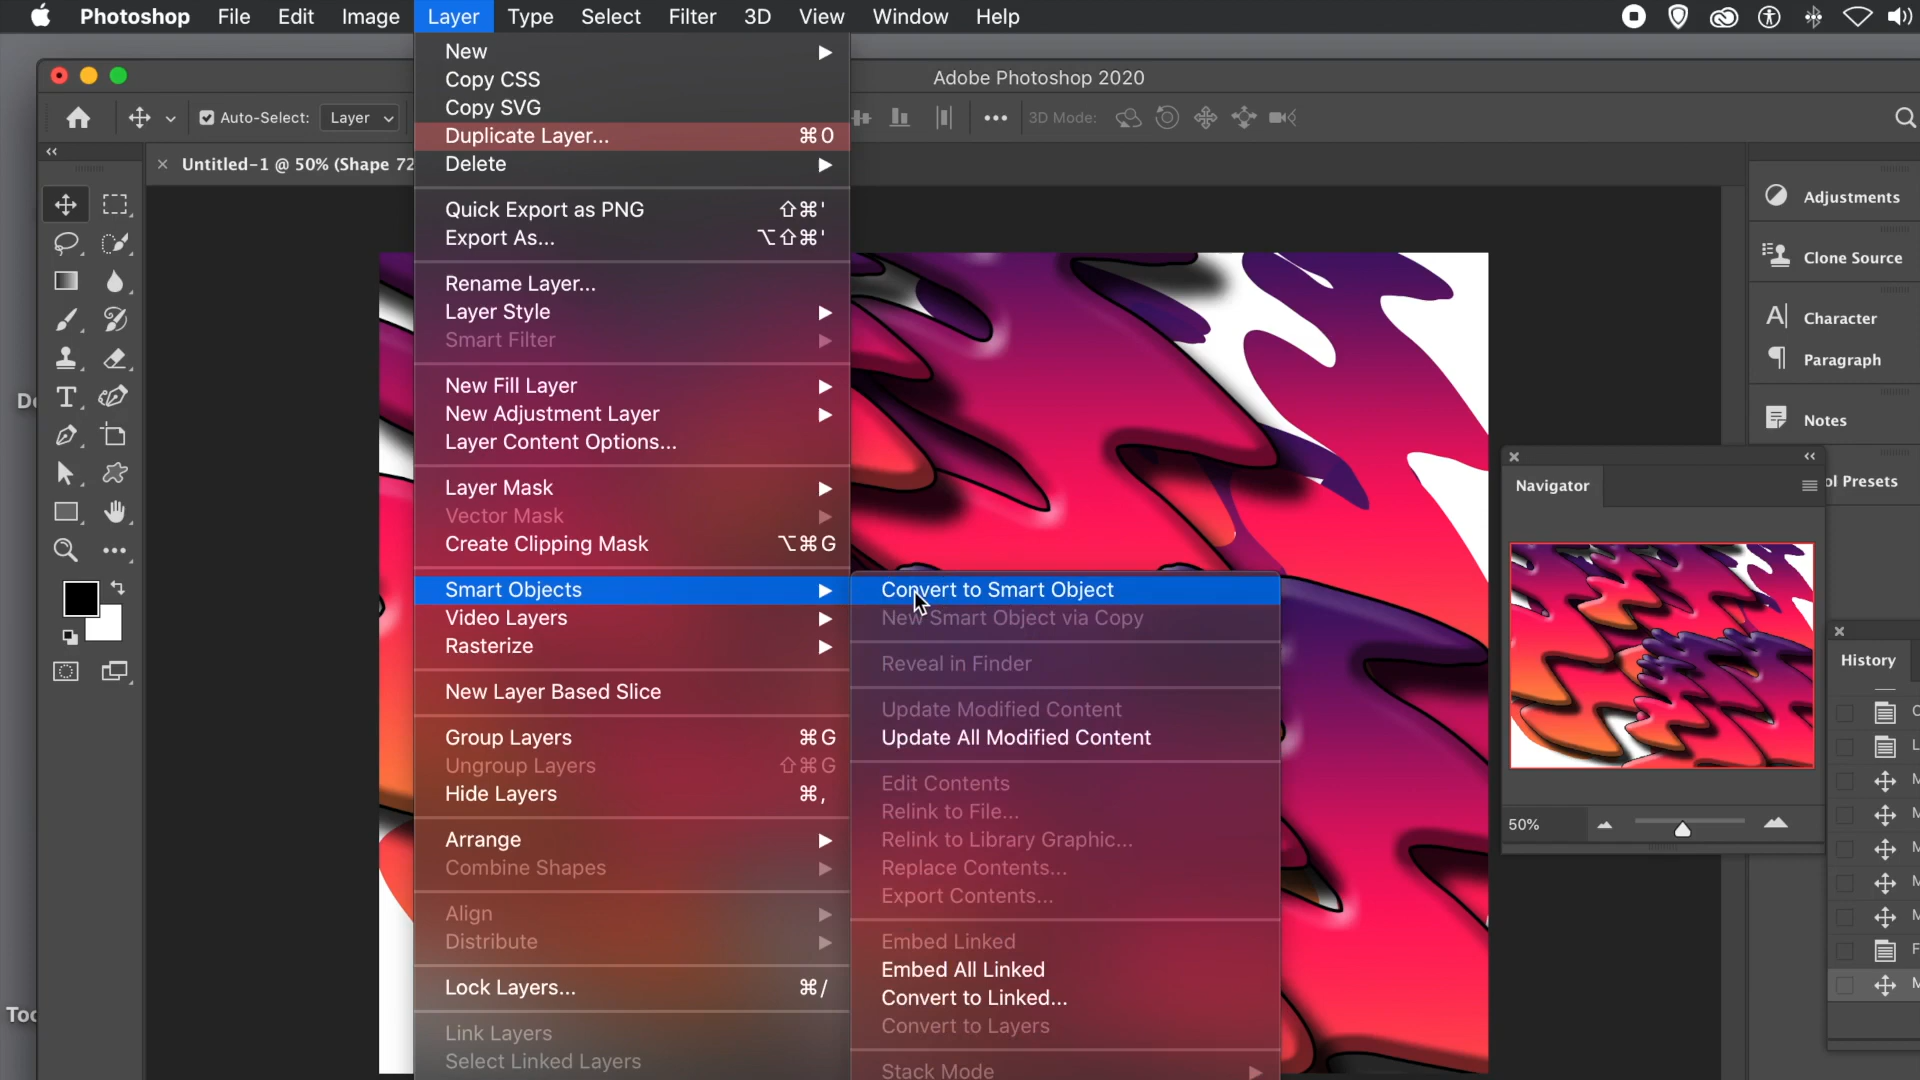 Photoshop File Edit Image Layer Type Select Filter 3D View Window Help
Adobe Photoshop 2020
Auto-Select: Layer
3D Mode:
Untitled-1 @ 50% (Shape 72
New
Copy CSS
Copy SVG
Duplicate Layer... ⌘O
Delete
Quick Export as PNG ⇧⌘'
Export As... ⌥⇧⌘'
Rename Layer...
Layer Style
Smart Filter
New Fill Layer
New Adjustment Layer
Layer Content Options...
Layer Mask
Vector Mask
Create Clipping Mask ⌥⌘G
Smart Objects
Video Layers
Rasterize
New Layer Based Slice
Group Layers ⌘G
Ungroup Layers ⇧⌘G
Hide Layers ⌘,
Arrange
Combine Shapes
Align
Distribute
Lock Layers... ⌘/
Link Layers
Select Linked Layers
Convert to Smart Object
New Smart Object via Copy
Reveal in Finder
Update Modified Content
Update All Modified Content
Edit Contents
Relink to File...
Relink to Library Graphic...
Replace Contents...
Export Contents...
Embed Linked
Embed All Linked
Convert to Linked...
Convert to Layers
Stack Mode
Adjustments
Clone Source
Character
Paragraph
Notes
ol Presets
Navigator
50%
History